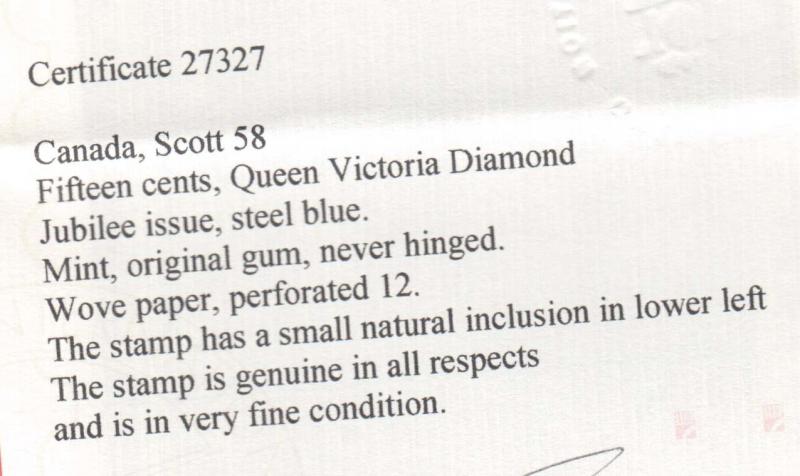 Certificate 27327
Canada, Scott 58
Fifteen cents, Queen Victoria Diamond
Jubilee issue, steel blue.
Mint, original gum, never hinged.
Wove paper, perforated 12.
The stamp has a small natural inclusion in lower left
The stamp is genuine in all respects
and is in very fine condition.